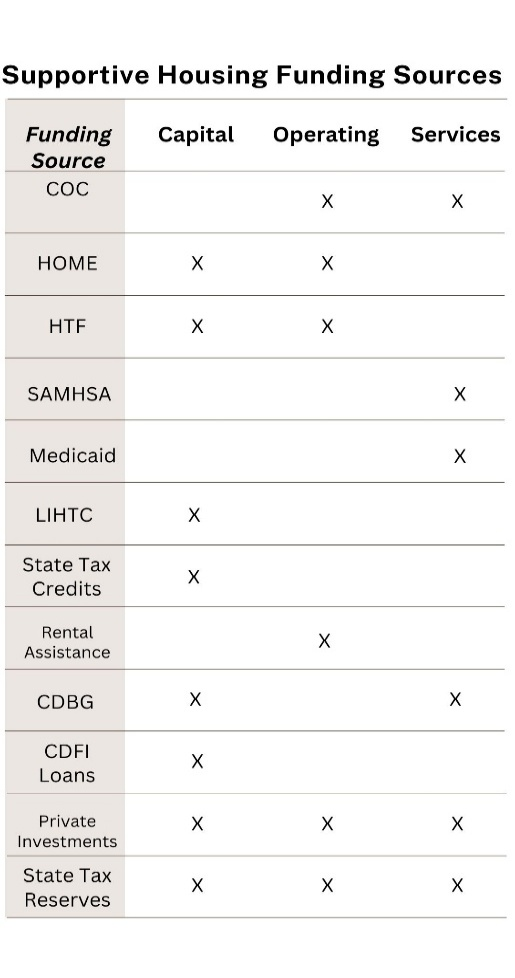 Supportive Housing Funding Sources
Funding Capital Operating Services
Source
COC X X
HOME X X
HTF X X
SAMHSA X
Medicaid X
LIHTC X
State Tax
Credits X
Rental
Assistance X
CDBG X X
CDFI
Loans X
Private
Investments X X X
State Tax
Reserves X X X